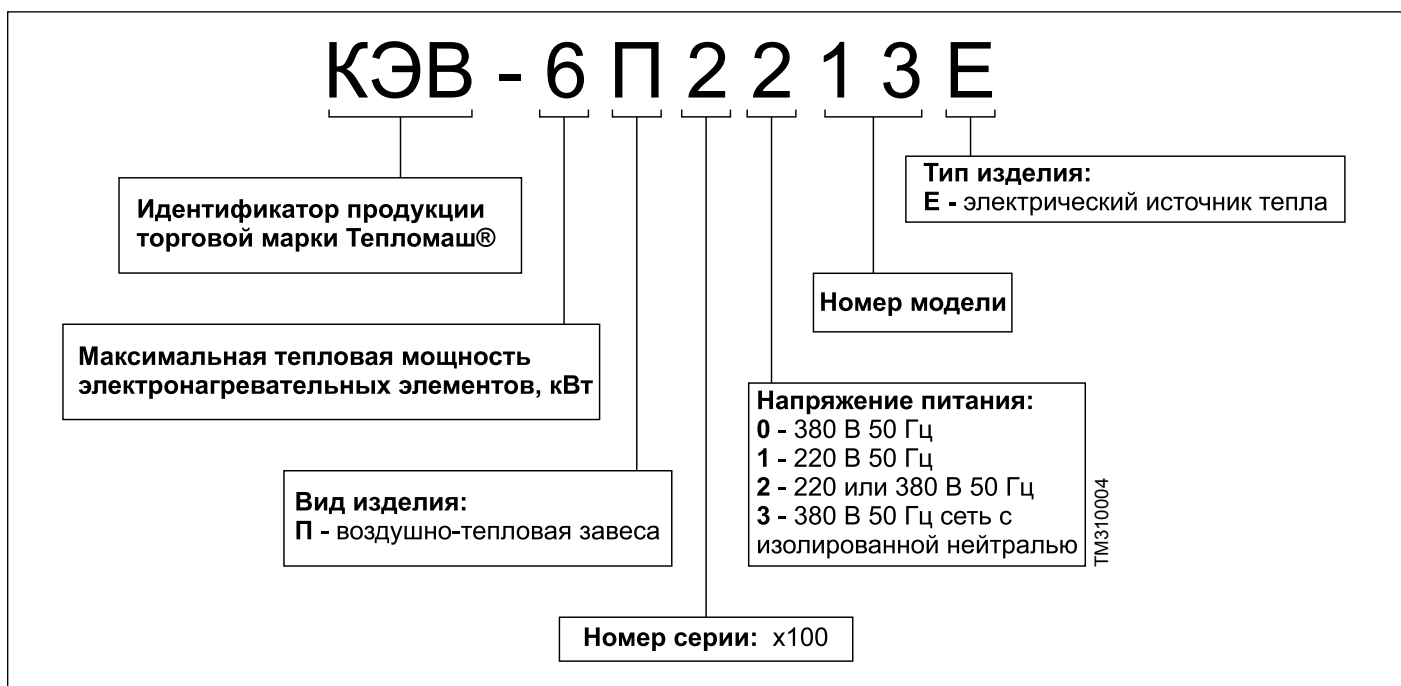 КЭВ - 6 П 2 2 1 3 Е
Тип изделия:
Е - электрический источник тепла
Идентификатор продукции
торговой марки Тепломаш®
Номер модели
Максимальная тепловая мощность
электронагревательных элементов, кВт
Напряжение питания:
0 - 380 В 50 Гц
1 - 220 В 50 Гц
2 - 220 или 380 В 50 Гц
3 - 380 В 50 Гц сеть с
изолированной нейтралью
Вид изделия:
П - воздушно-тепловая завеса
ТМ310004
Номер серии: х100